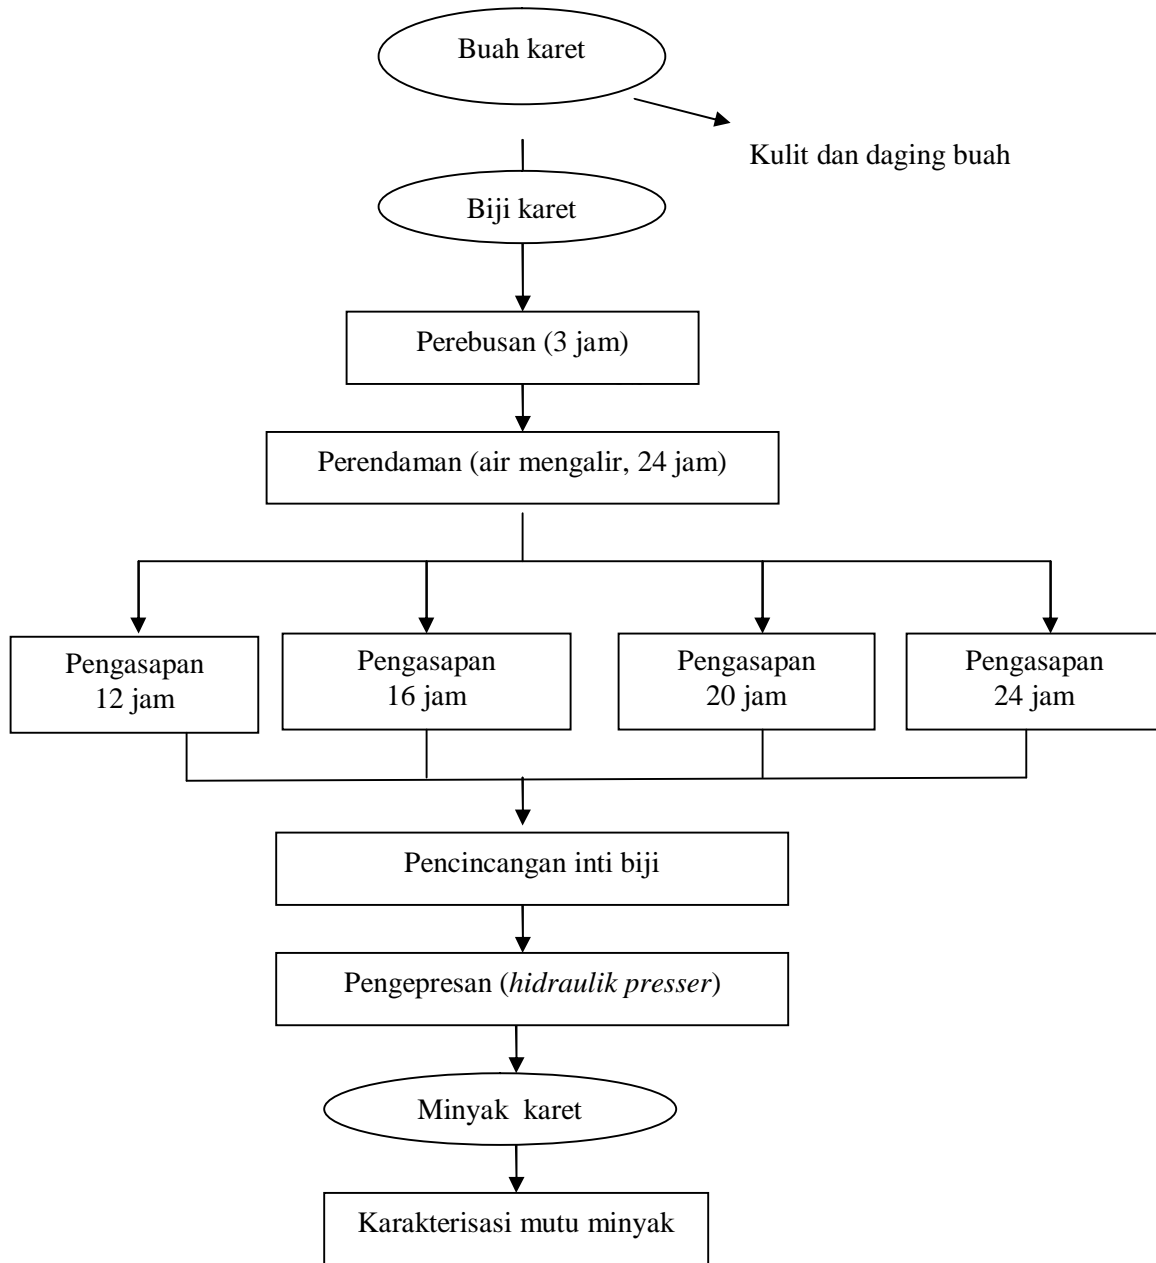 Buah karet
Kulit dan daging buah
Biji karet
Perebusan (3 jam)
Perendaman (air mengalir, 24 jam)
Pengasapan
12 jam
Pengasapan
16 jam
Pengasapan
20 jam
Pengasapan
24 jam
Pencincangan inti biji
Pengepresan (hidraulik presser)
Minyak karet
Karakterisasi mutu minyak